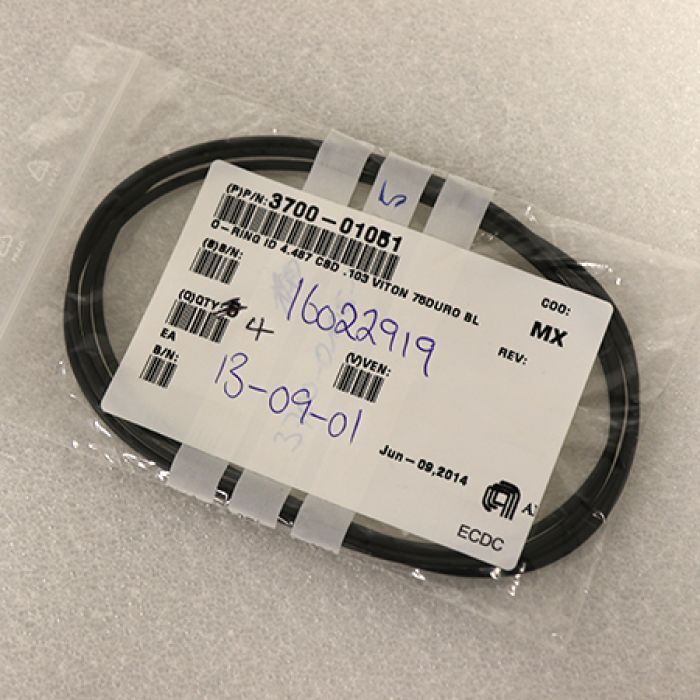 (P)P/N: 3700-01051
O-RING ID 4.487 CSD .103 VITON 75DURO BL
(S)S/N:
COO:
MX
16022919
REV:
(Q)QTY
4
EA
B/N:
(V)VEN:
13-09-01
Jun-09,2014
ECDC